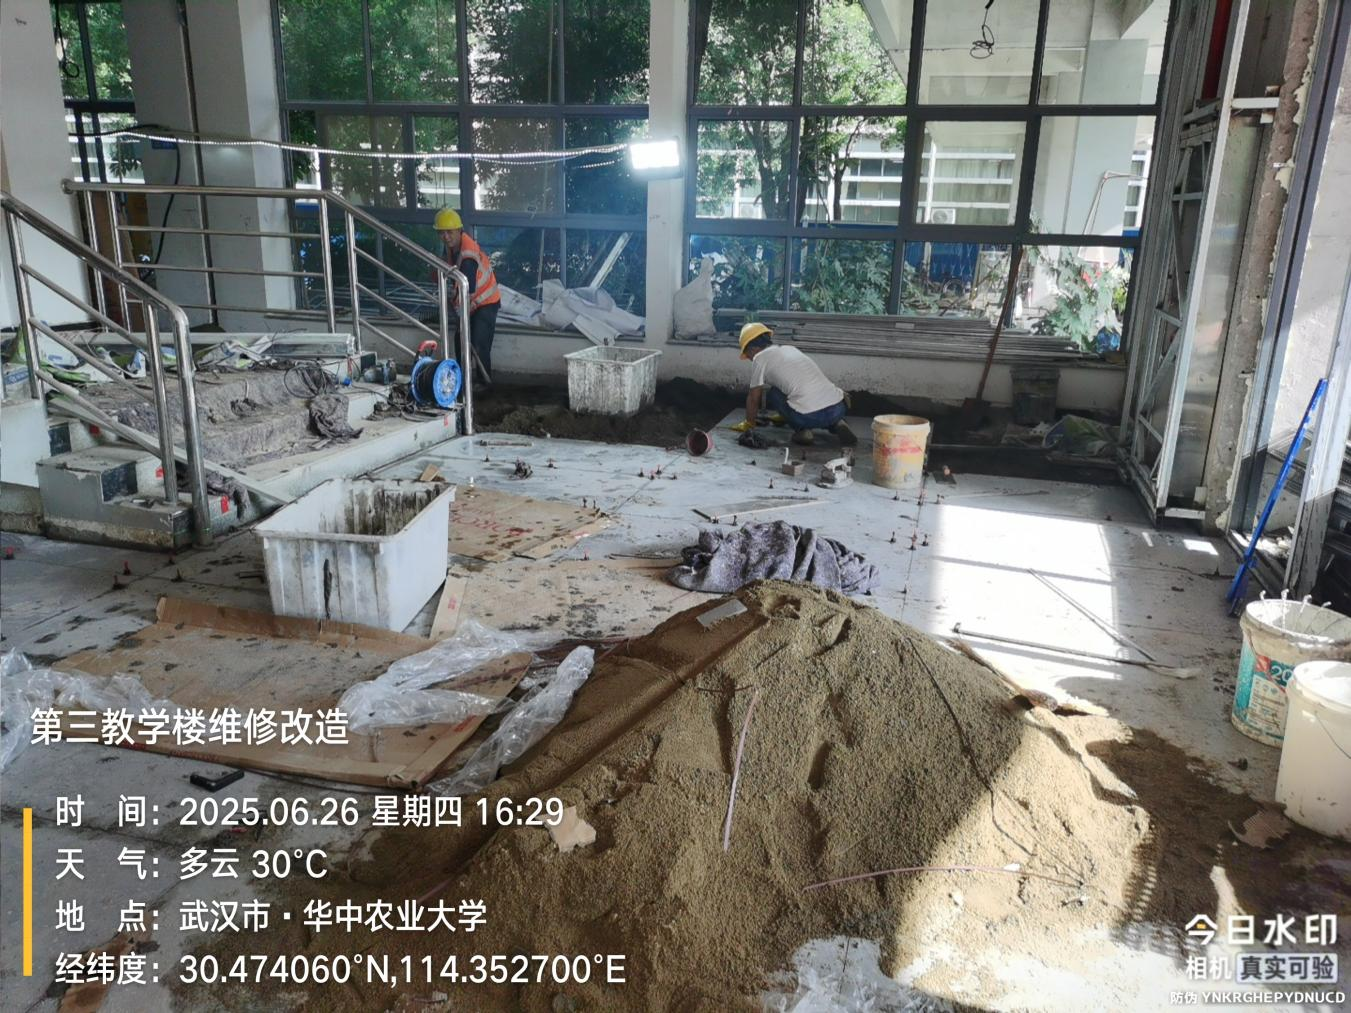 第三教学楼维修改造
时 间：2025.06.26 星期四 16:29
天 气：多云 30°C
地 点：武汉市·华中农业大学
经纬度：30.474060°N,114.352700°E
今日水印
相机 真实可验
防伪 YNKRGHEPYDNUCD